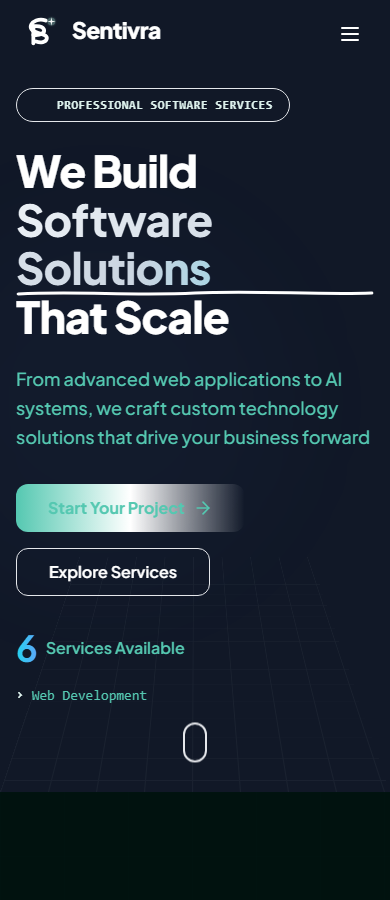 Sentivra
PROFESSIONAL SOFTWARE SERVICES
We Build
Software
Solutions
That Scale
From advanced web applications to AI
systems, we craft custom technology
solutions that drive your business forward
Start Your Project →
Explore Services
6 Services Available
› Web Development